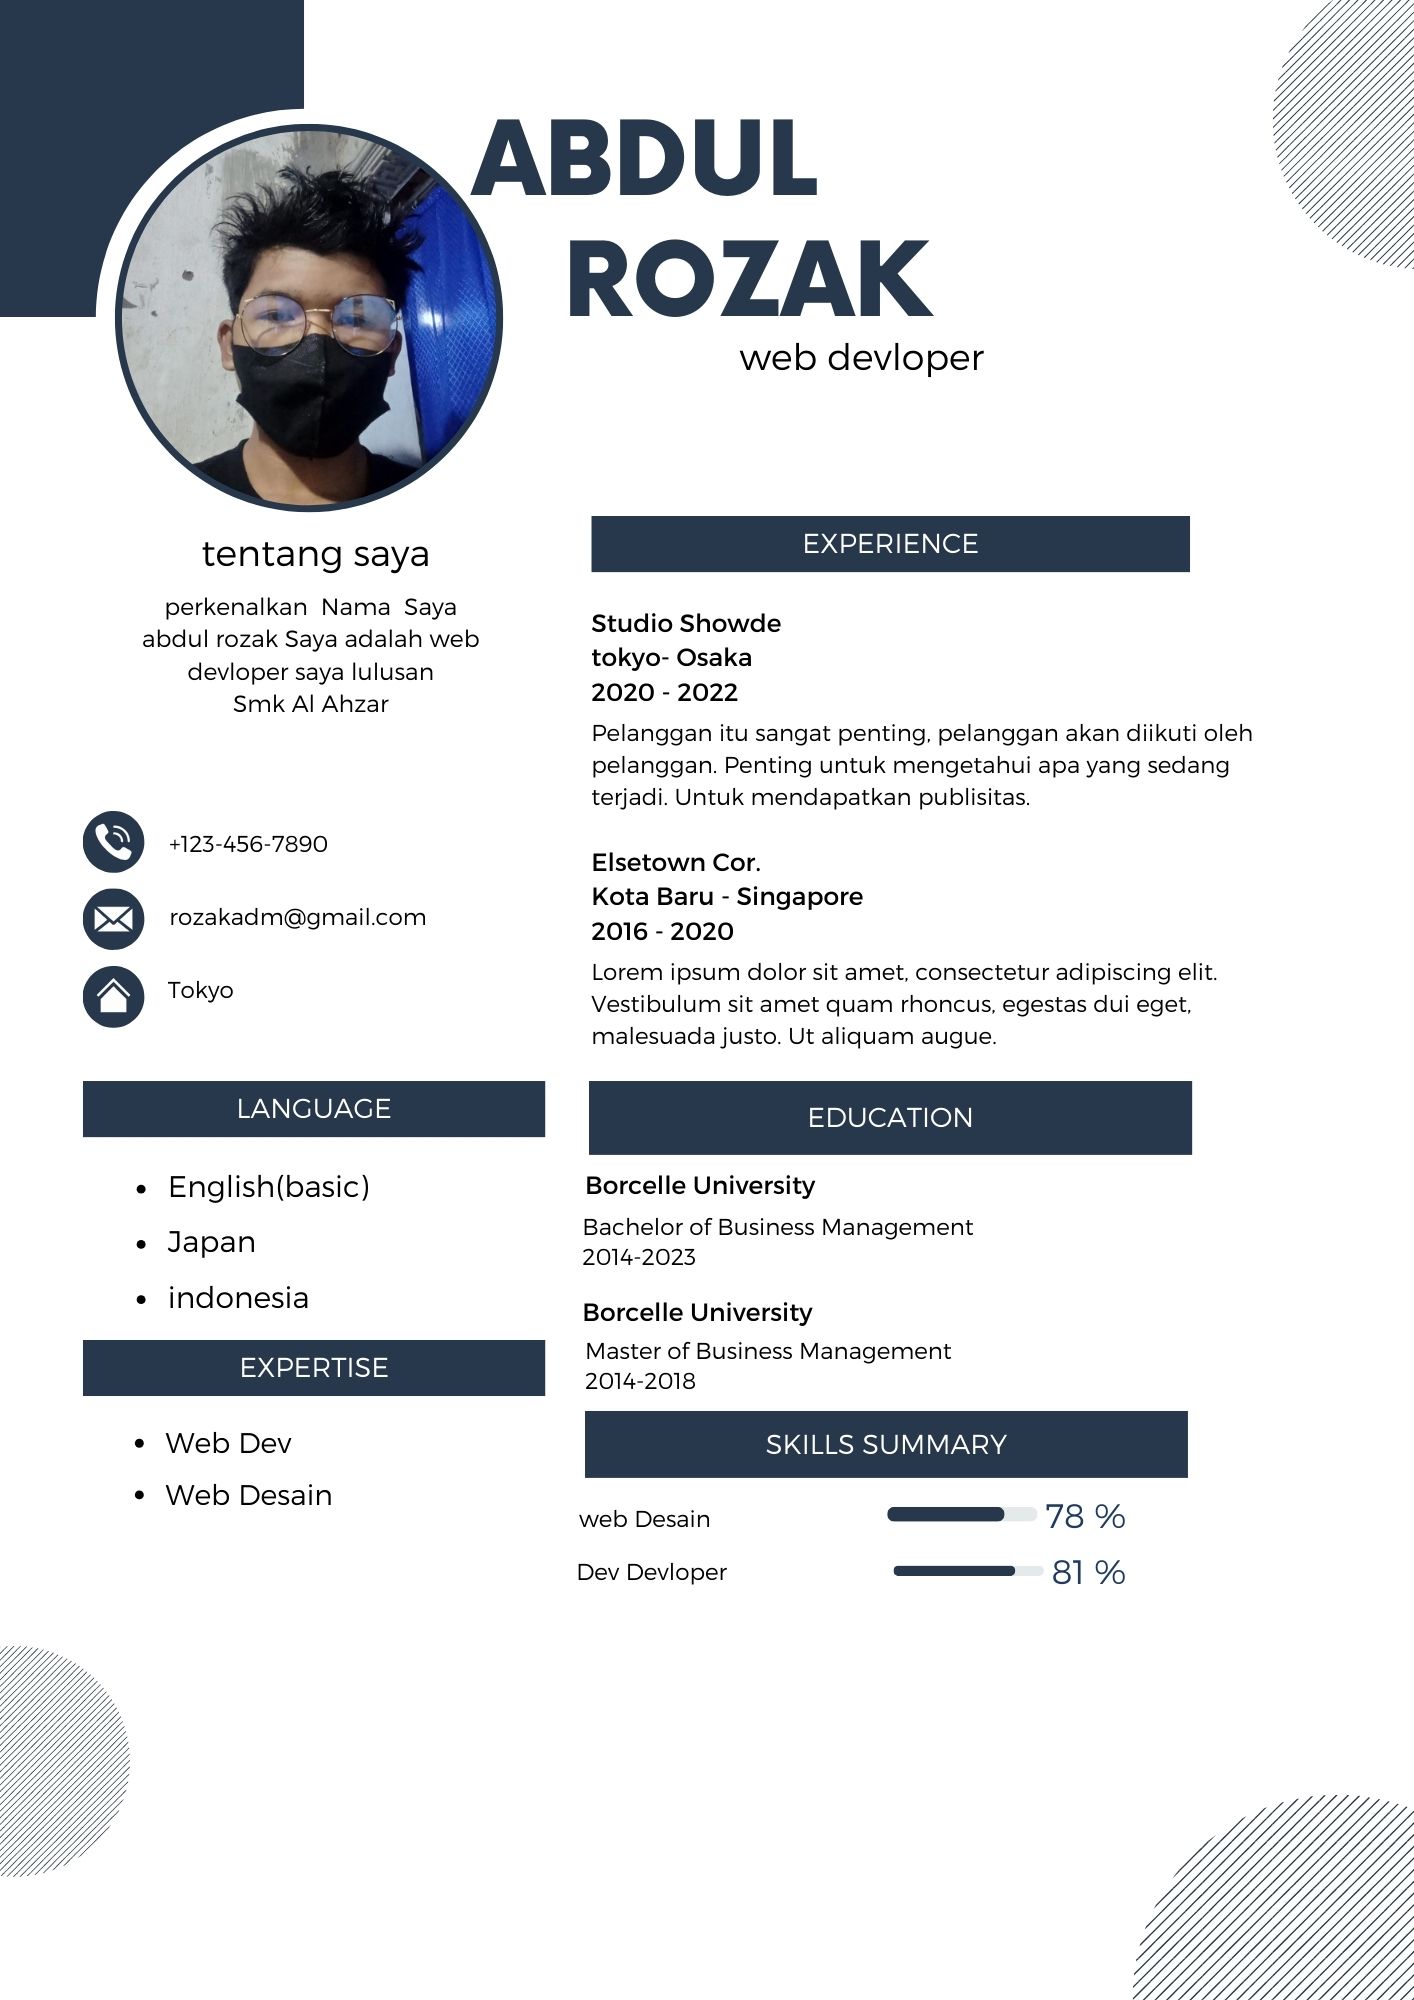 ABDUL
ROZAK
web devloper
tentang saya
perkenalkan Nama Saya
abdul rozak Saya adalah web
devloper saya lulusan
Smk Al Ahzar
+123-456-7890
rozakadm@gmail.com
Tokyo
LANGUAGE
English(basic)
Japan
indonesia
EXPERTISE
Web Dev
Web Desain
EXPERIENCE
Studio Showde
tokyo- Osaka
2020 - 2022
Pelanggan itu sangat penting, pelanggan akan diikuti oleh
pelanggan. Penting untuk mengetahui apa yang sedang
terjadi. Untuk mendapatkan publisitas.
Elsetown Cor.
Kota Baru - Singapore
2016 - 2020
Lorem ipsum dolor sit amet, consectetur adipiscing elit.
Vestibulum sit amet quam rhoncus, egestas dui eget,
malesuada justo. Ut aliquam augue.
EDUCATION
Borcelle University
Bachelor of Business Management
2014-2023
Borcelle University
Master of Business Management
2014-2018
SKILLS SUMMARY
web Desain 78 %
Dev Devloper 81 %